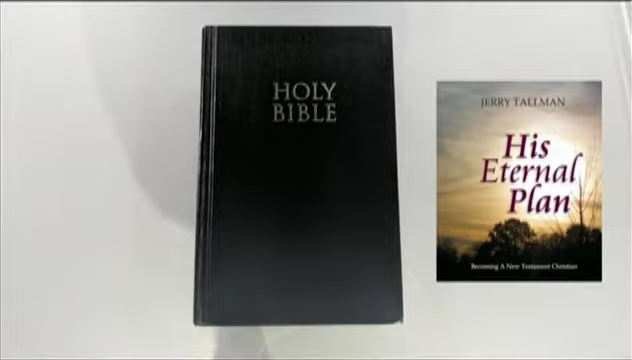 HOLY
BIBLE
JERRY TALLMAN
His
Eternal
Plan
Becoming A New Testament Christian